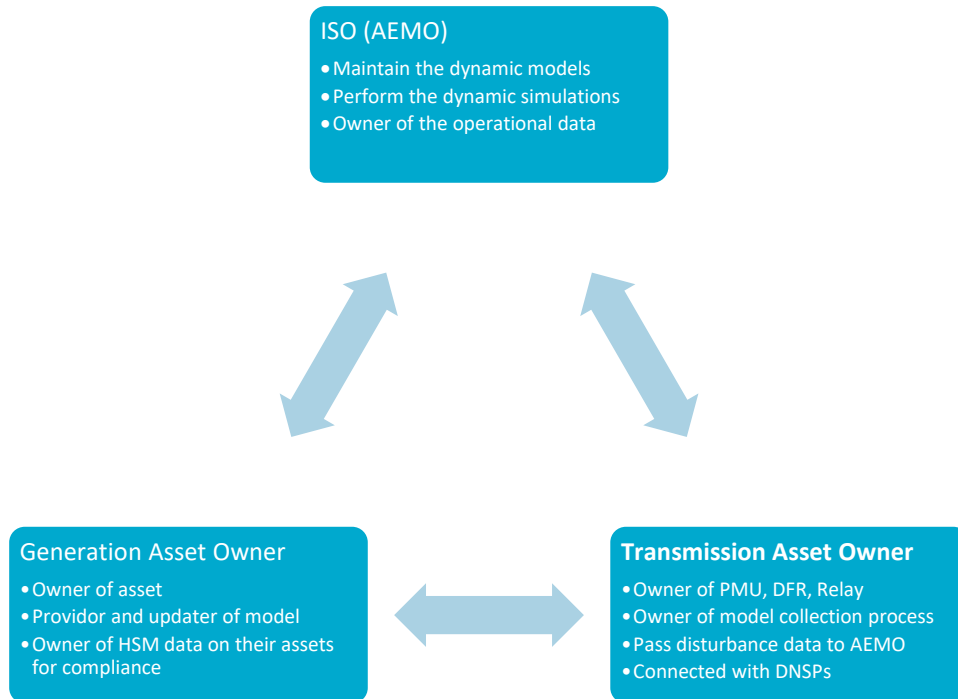 ISO (AEMO)
•Maintain the dynamic models
•Perform the dynamic simulations
•Owner of the operational data
Generation Asset Owner
•Owner of asset
•Providor and updater of model
•Owner of HSM data on their assets
for compliance
Transmission Asset Owner
•Owner of PMU, DFR, Relay
•Owner of model collection process
•Pass disturbance data to AEMO
•Connected with DNSPs